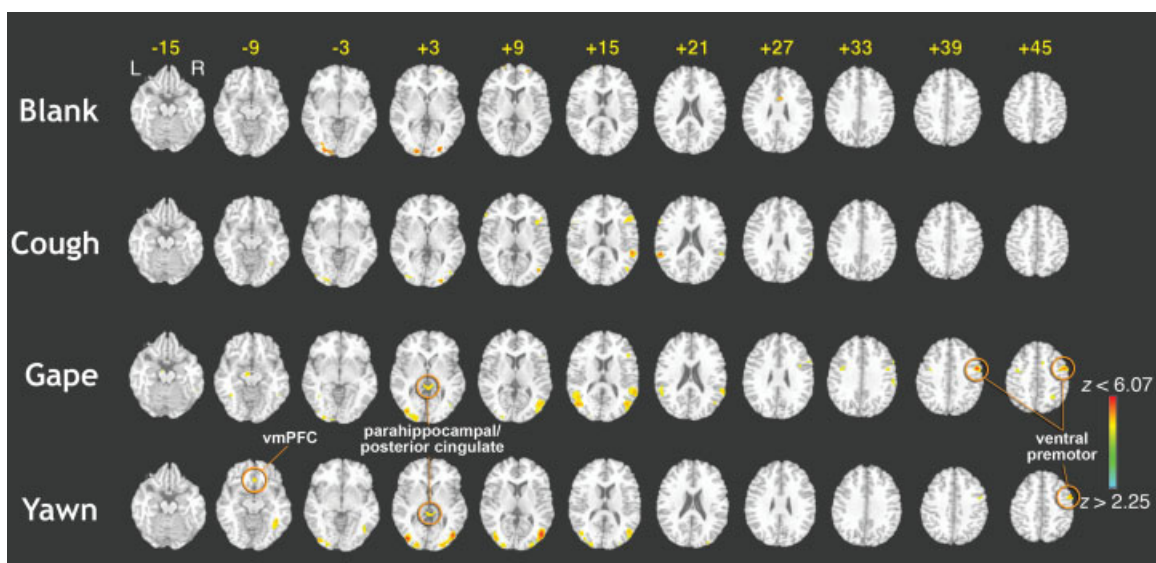 -15 -9 -3 +3 +9 +15 +21 +27 +33 +39 +45
L R
Blank
Cough
Gape
z < 6.07
vmPFC
parahippocampal/
posterior cingulate
ventral
premotor
Yawn
z > 2.25